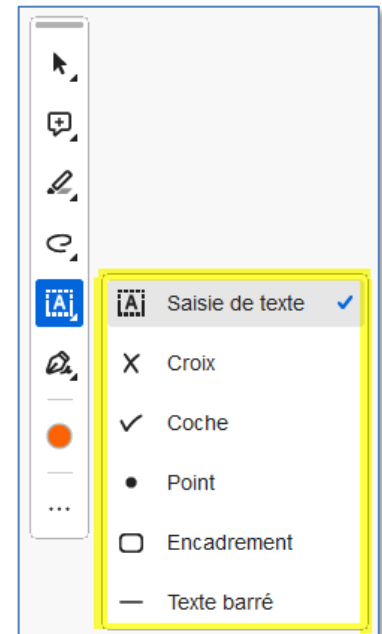 Saisie de texte
Croix
Coche
Point
Encadrement
Texte barré